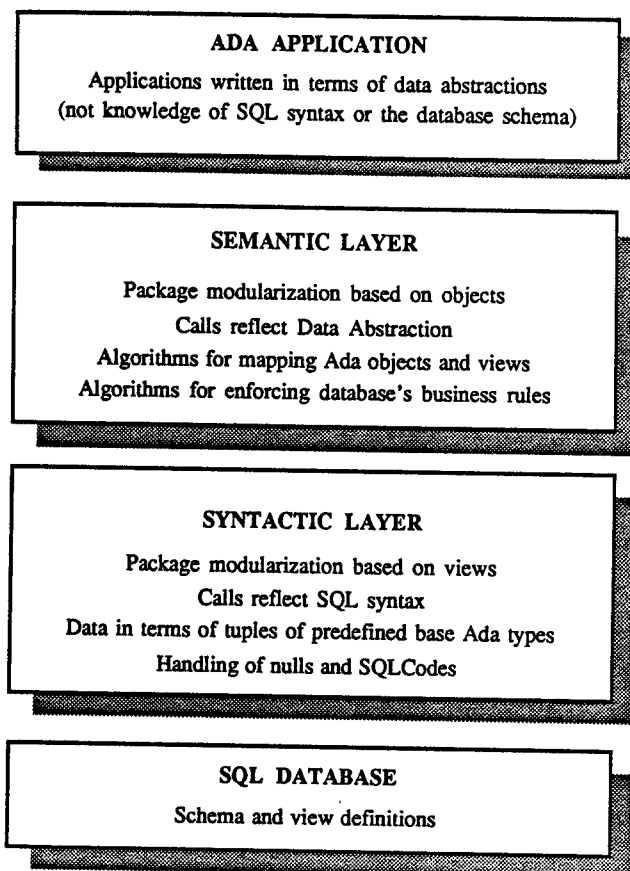 ADA APPLICATION
Applications written in terms of data abstractions
(not knowledge of SQL syntax or the database schema)
SEMANTIC LAYER
Package modularization based on objects
Calls reflect Data Abstraction
Algorithms for mapping Ada objects and views
Algorithms for enforcing database's business rules
SYNTACTIC LAYER
Package modularization based on views
Calls reflect SQL syntax
Data in terms of tuples of predefined base Ada types
Handling of nulls and SQLCodes
SQL DATABASE
Schema and view definitions